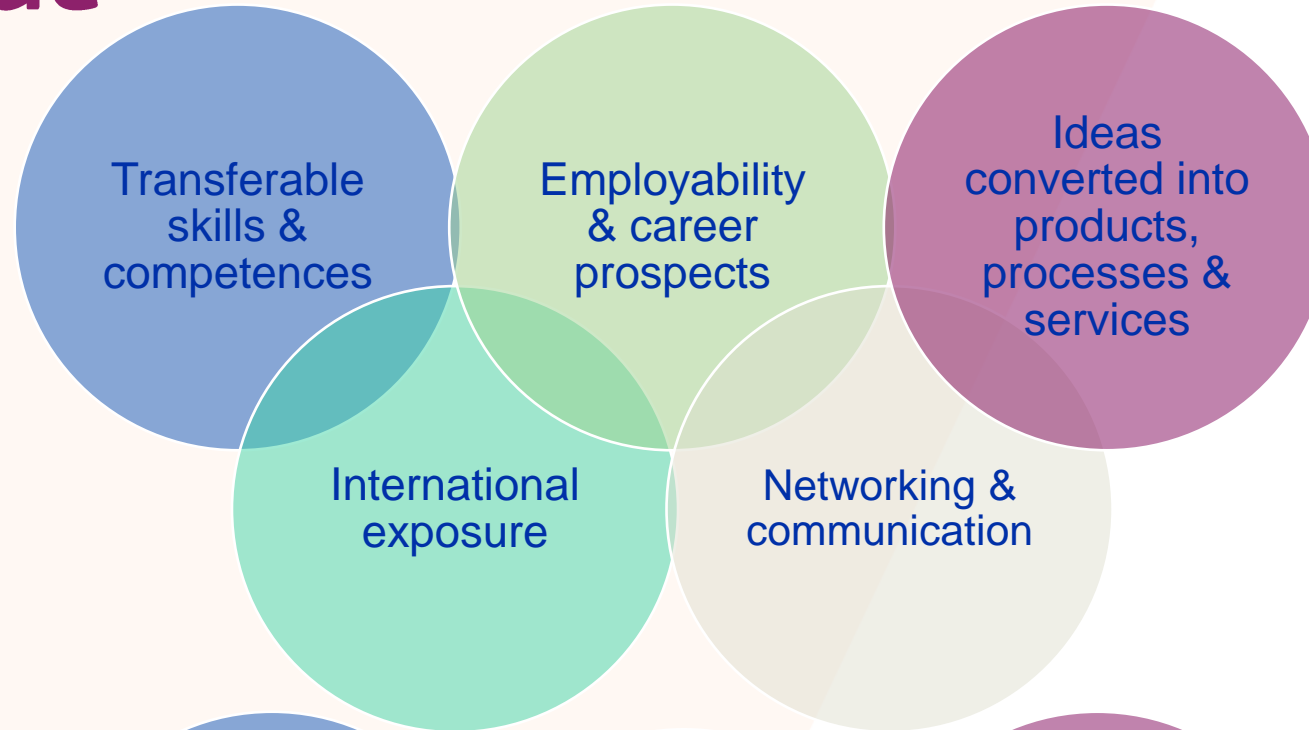 Transferable
skills &
competences
Employability
& career
prospects
Ideas
converted into
products,
processes &
services
International
exposure
Networking &
communication